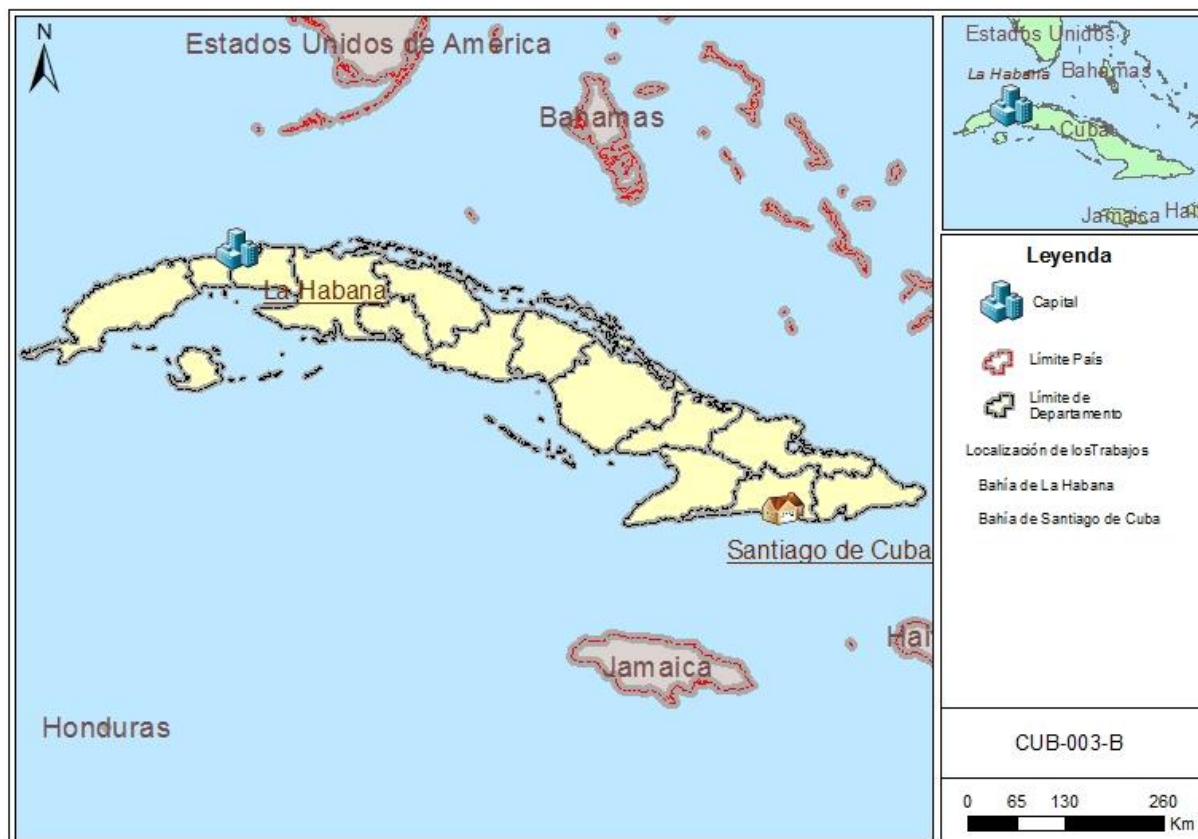 N
Estados Unidos de América
Bahamas
La Habana
Santiago de Cuba
Hai
Jamaica
Honduras
Estados Unidos
La Habana
Bahamas
Cuba
Jamaica Hai
Leyenda
Capital
Límite País
Límite de
Departamento
Localización de losTrabajos
Bahía de La Habana
Bahía de Santiago de Cuba
CUB-003-B
0 65 130 260
Km